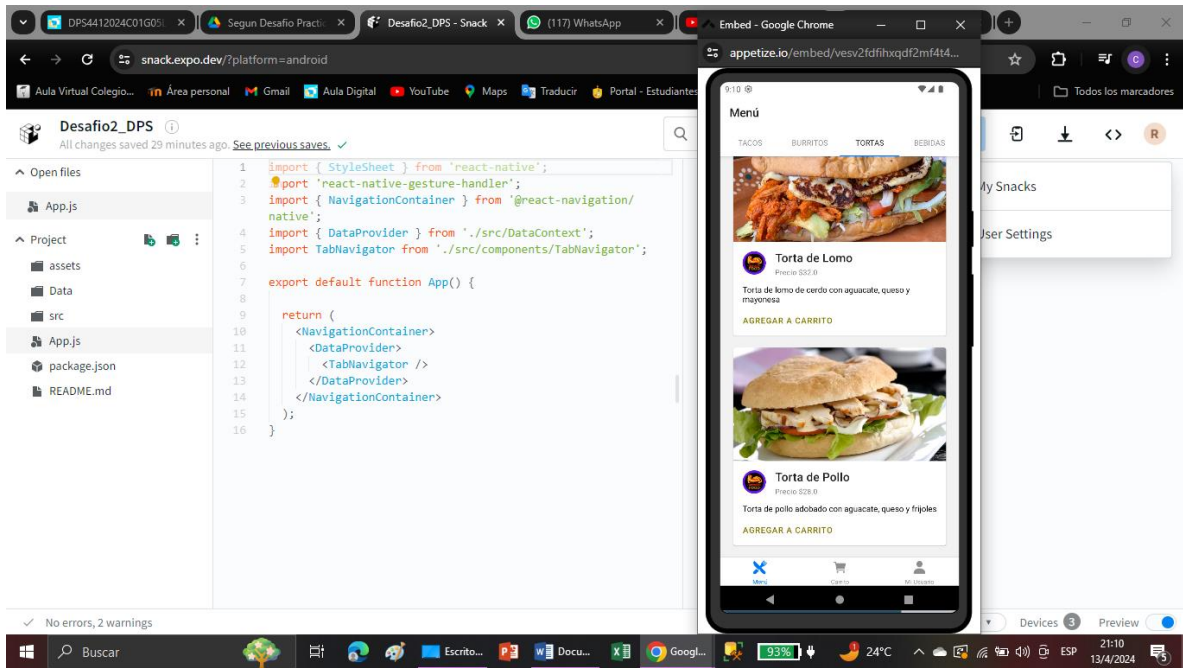 DPS4412024C01G05L
Segun Desafio Practic
Desafio2_DPS - Snack
(117) WhatsApp
Embed - Google Chrome
snack.expo.dev/?platform=android
appetize.io/embed/vesv2fdfihxqdf2mf4t4...
C
Aula Virtual Colegio...
Área personal
Gmail
Aula Digital
YouTube
Maps
Traducir
Portal - Estudiantes
Todos los marcadores
Desafio2_DPS
All changes saved 29 minutes ago. See previous saves.
R
My Snacks
User Settings
Open files
App.js
Project
assets
Data
src
App.js
package.json
README.md
1 import { StyleSheet } from 'react-native';
2 port 'react-native-gesture-handler';
3 import { NavigationContainer } from '@react-navigation/
native';
4 import { DataProvider } from './src/DataContext';
5 import TabNavigator from './src/components/TabNavigator';
6
7 export default function App() {
8
9 return (
10 <NavigationContainer>
11 <DataProvider>
12 <TabNavigator />
13 </DataProvider>
14 </NavigationContainer>
15 );
16 }
9:10
Menú
TACOS BURRITOS TORTAS BEBIDAS
Torta de Lomo
Precio $32.0
Torta de lomo de cerdo con aguacate, queso y
mayonesa
AGREGAR A CARRITO
Torta de Pollo
Precio $28.0
Torta de pollo adobado con aguacate, queso y frijoles
AGREGAR A CARRITO
Menú Carrito Mi Usuario
No errors, 2 warnings
Devices 3 Preview
Buscar
Escrito...
Docu...
Googl...
93%
24°C
ESP
21:10
13/4/2024
5